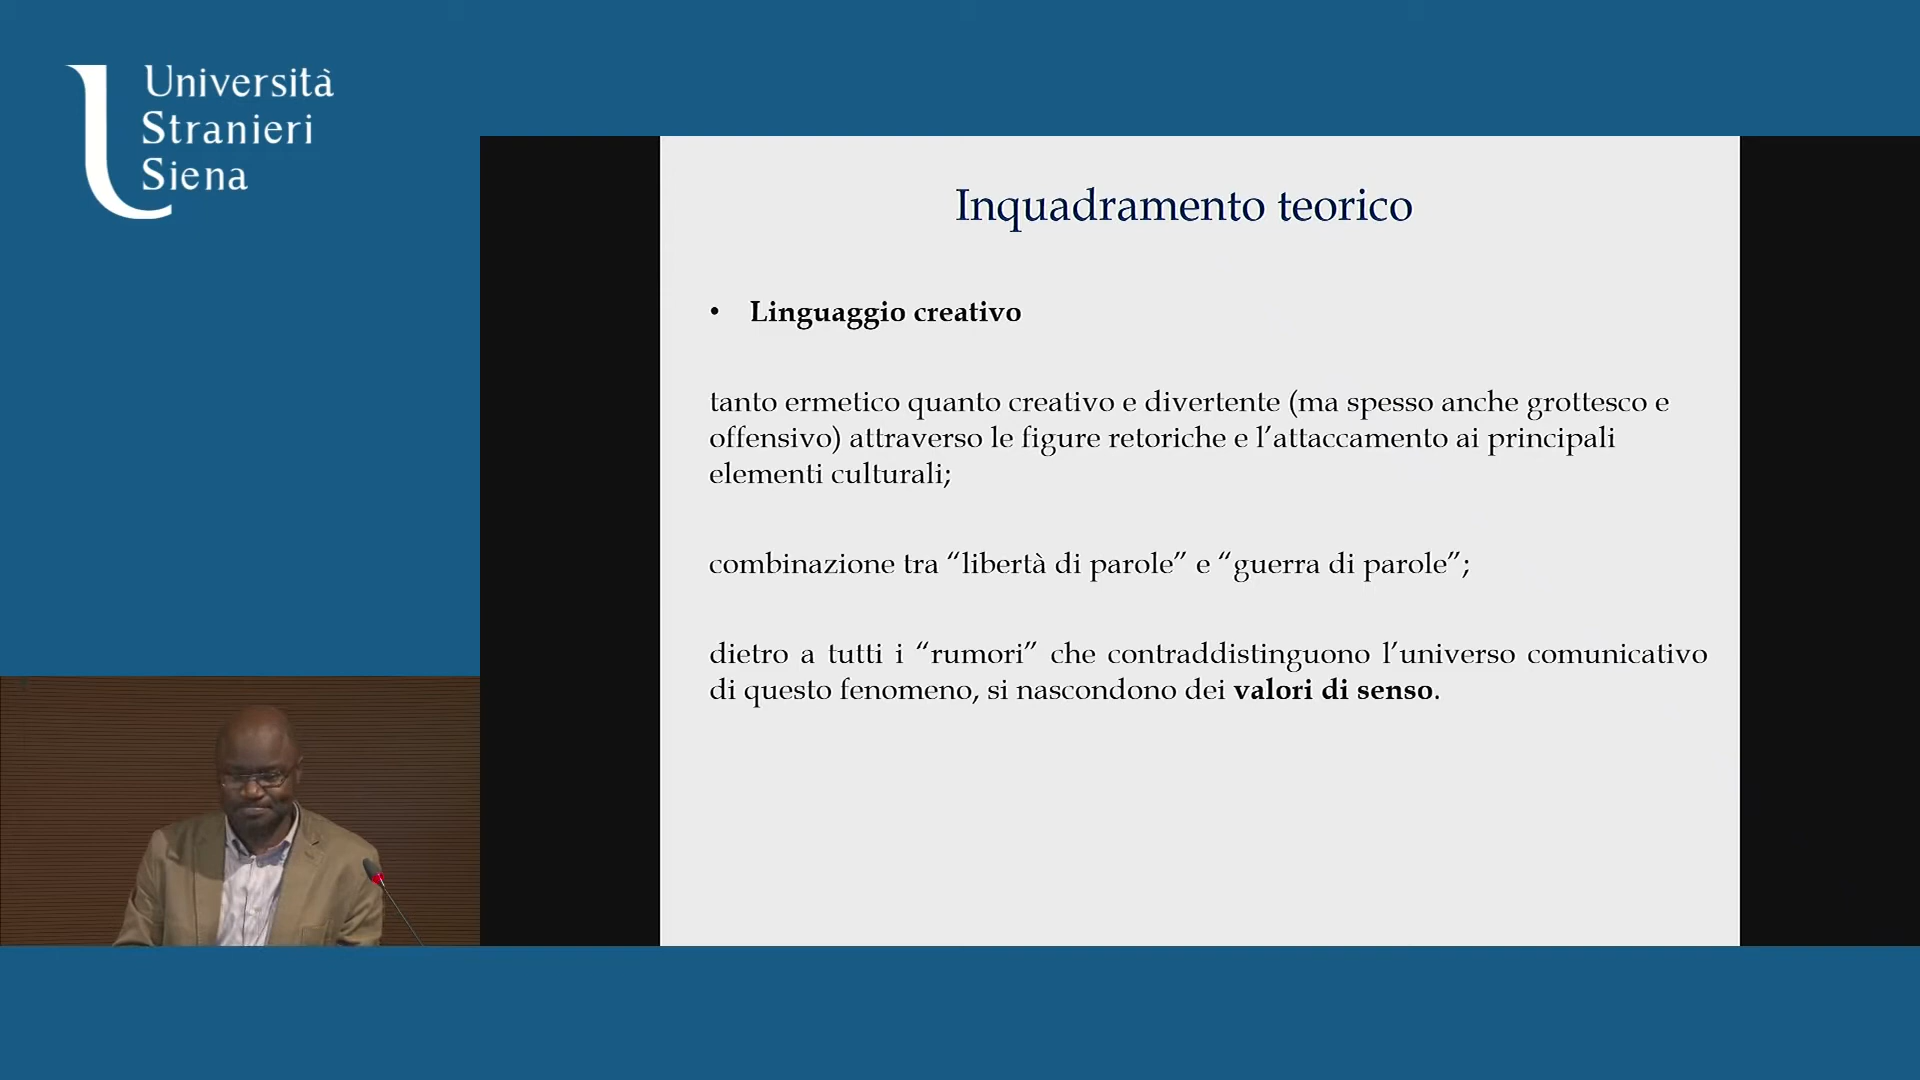 Università
Stranieri
Siena
Inquadramento teorico
• Linguaggio creativo
tanto ermetico quanto creativo e divertente (ma spesso anche grottesco e
offensivo) attraverso le figure retoriche e l’attaccamento ai principali
elementi culturali;
combinazione tra “libertà di parole” e “guerra di parole”;
dietro a tutti i “rumori” che contraddistinguono l’universo comunicativo
di questo fenomeno, si nascondono dei valori di senso.